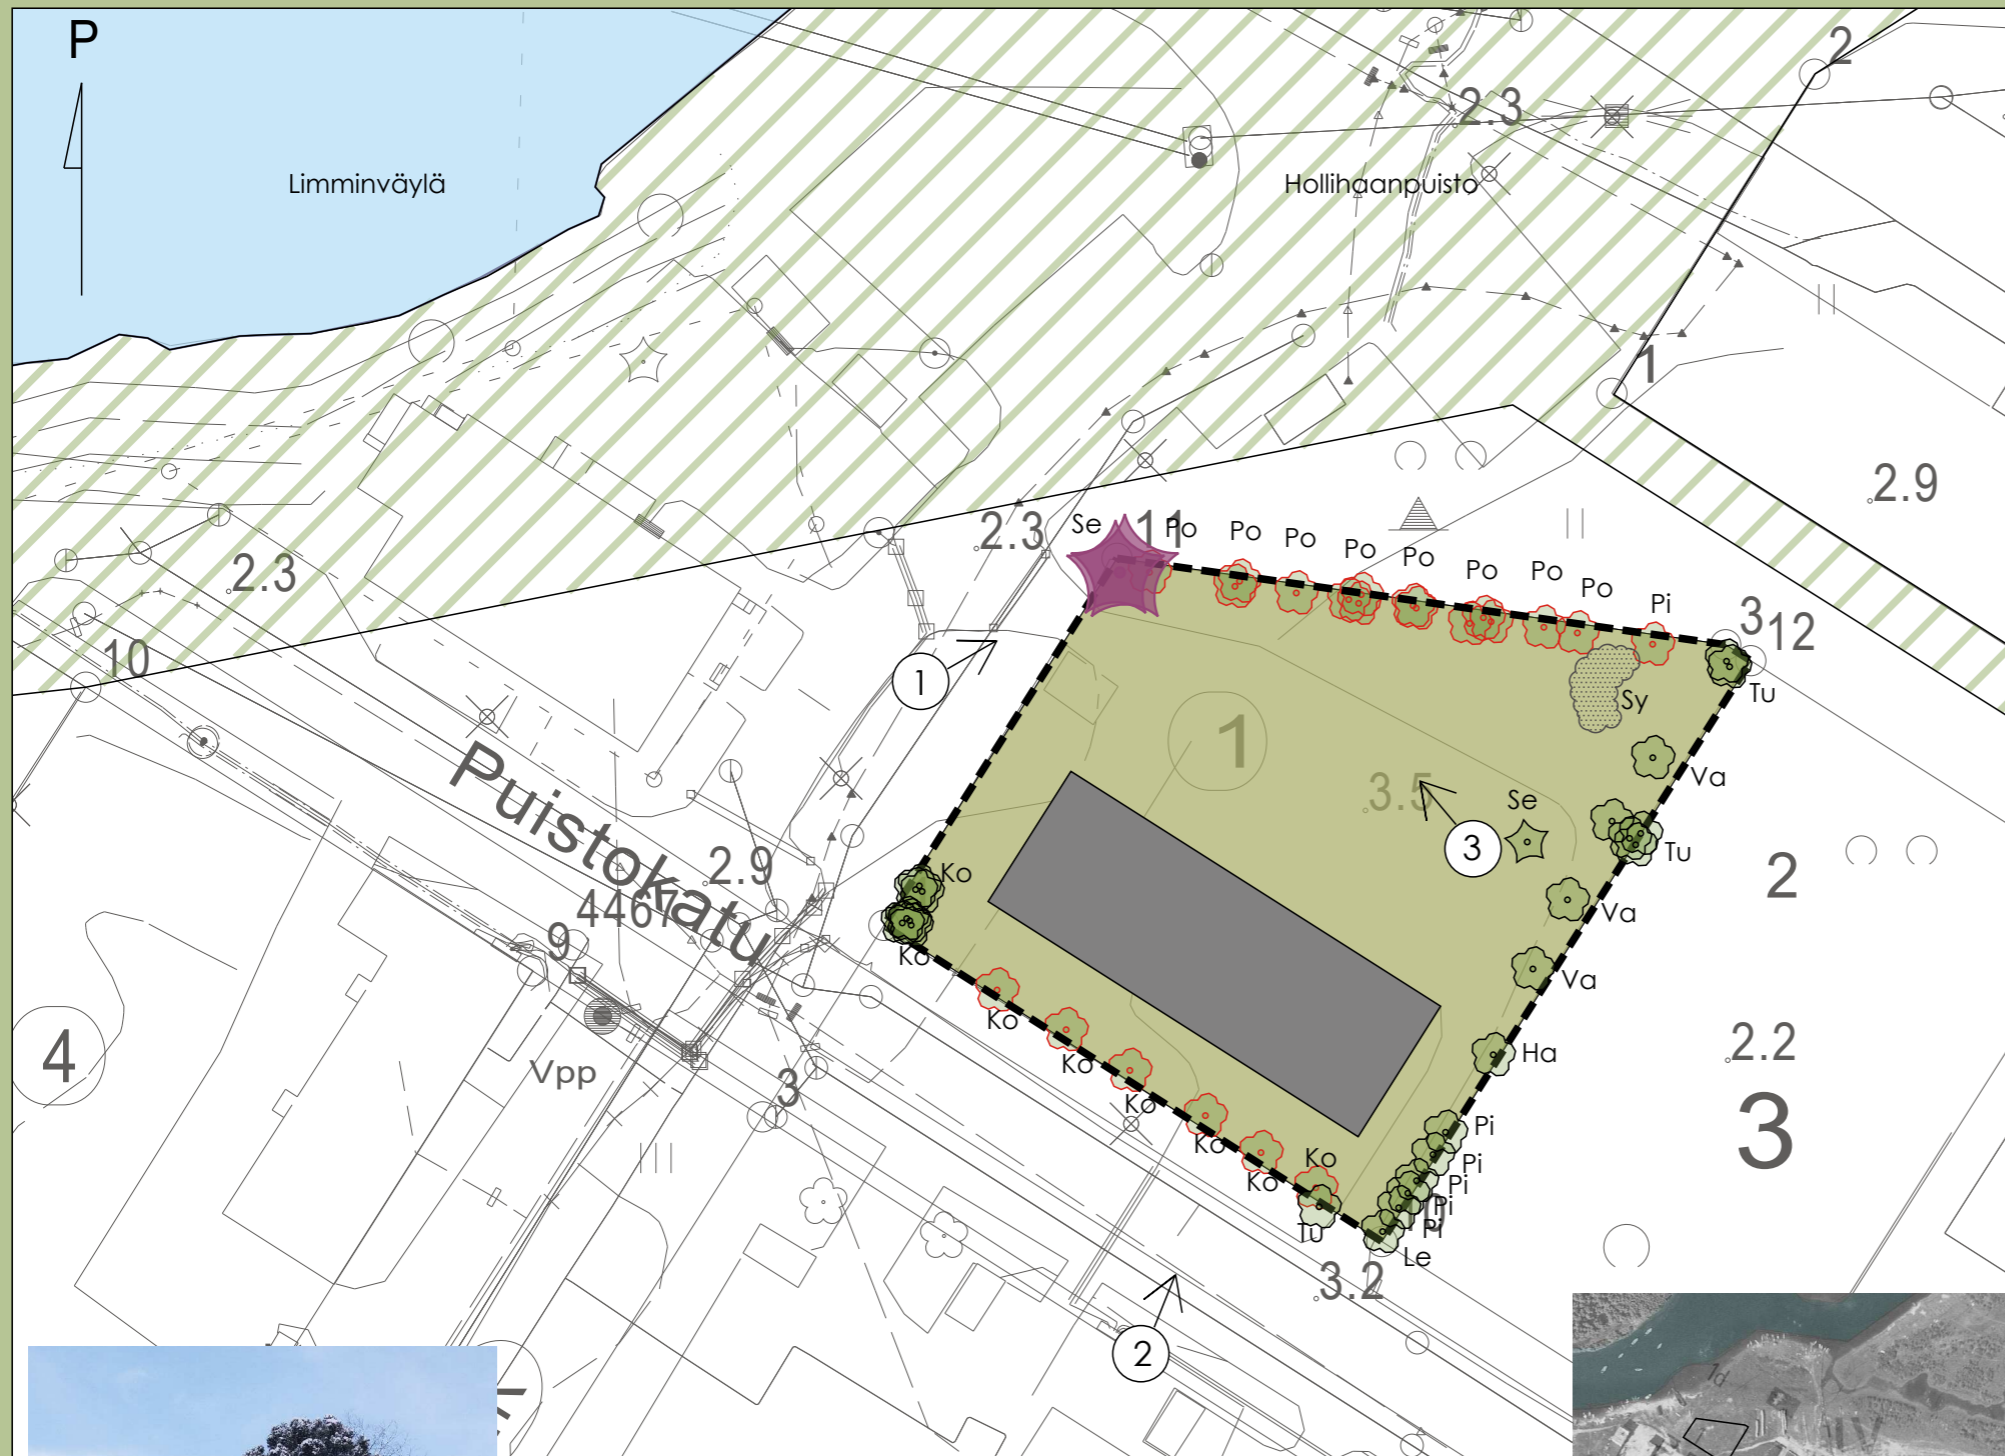 P
2
2.3
Limminväylä
Hollihaanpuisto
1
2.9
2.3
Se
11
Po
Po
Po
Po
Po
Po
Po
Po
Pi
2.3
3
12
10
1
Tu
Sy
Va
1
3.5
Se
3
Tu
Puistokatu
2.9
Ko
2
4467
9
Ko
Va
Va
Ko
Ha
2.2
4
Vpp
Ko
3
Ko
Pi
3
Ko
Pi
Ko
Ko
Pi
Pi
Pi
Tu
Le
3.2
2